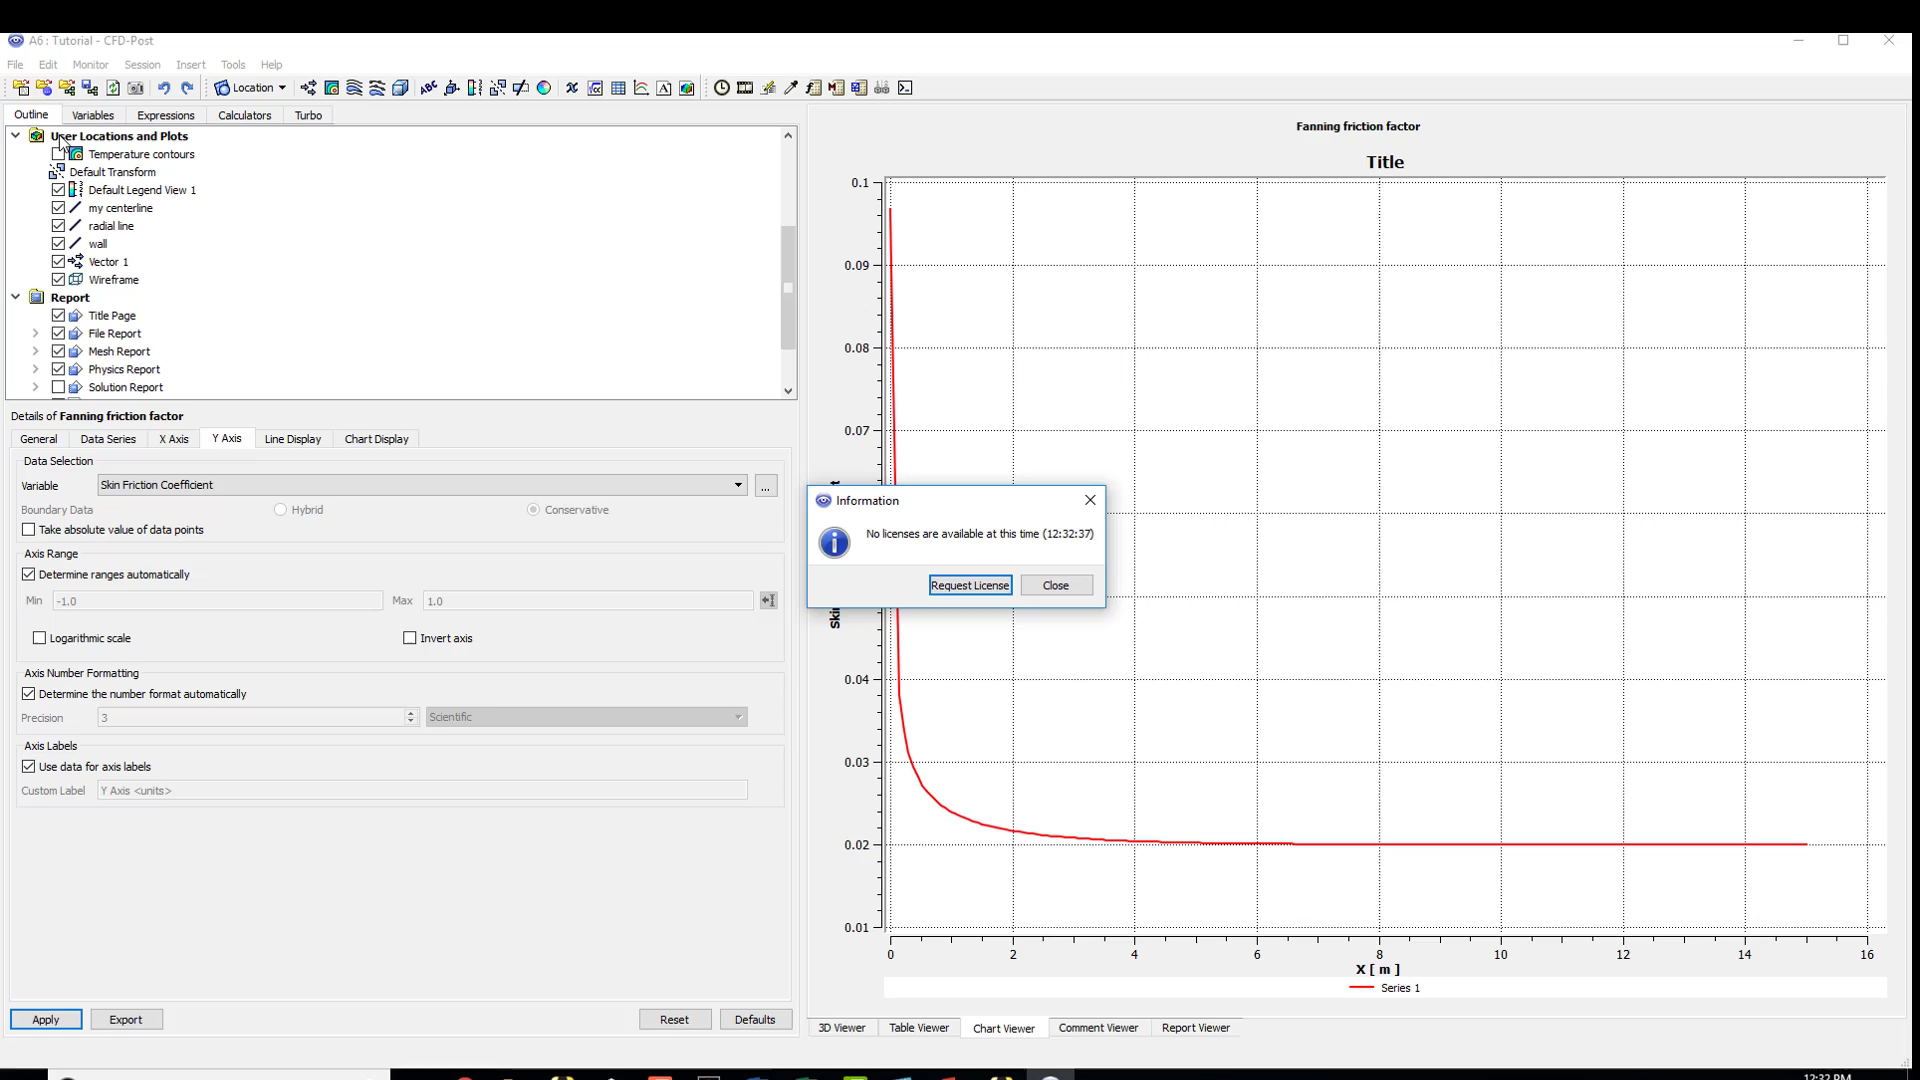 A6 : Tutorial - CFD-Post
File Edit Monitor Session Insert Tools Help
Location
Outline Variables Expressions Calculators Turbo
User Locations and Plots
Temperature contours
Default Transform
Default Legend View 1
my centerline
radial line
wall
Vector 1
Wireframe
Report
Title Page
File Report
Mesh Report
Physics Report
Solution Report
Details of Fanning friction factor
General Data Series X Axis Y Axis Line Display Chart Display
Data Selection
Variable Skin Friction Coefficient ...
Boundary Data Hybrid Conservative
Take absolute value of data points
Axis Range
Determine ranges automatically
Min -1.0 Max 1.0
Logarithmic scale Invert axis
Axis Number Formatting
Determine the number format automatically
Precision 3 Scientific
Axis Labels
Use data for axis labels
Custom Label Y Axis <units>
Apply Export Reset Defaults
Fanning friction factor
Title
0.1
0.09
0.08
0.07
0.04
0.03
0.02
0.01
0 2 4 6 8 10 12 14 16
X [ m ]
Series 1
Information
No licenses are available at this time (12:32:37)
Request License Close
3D Viewer Table Viewer Chart Viewer Comment Viewer Report Viewer
12:32 PM